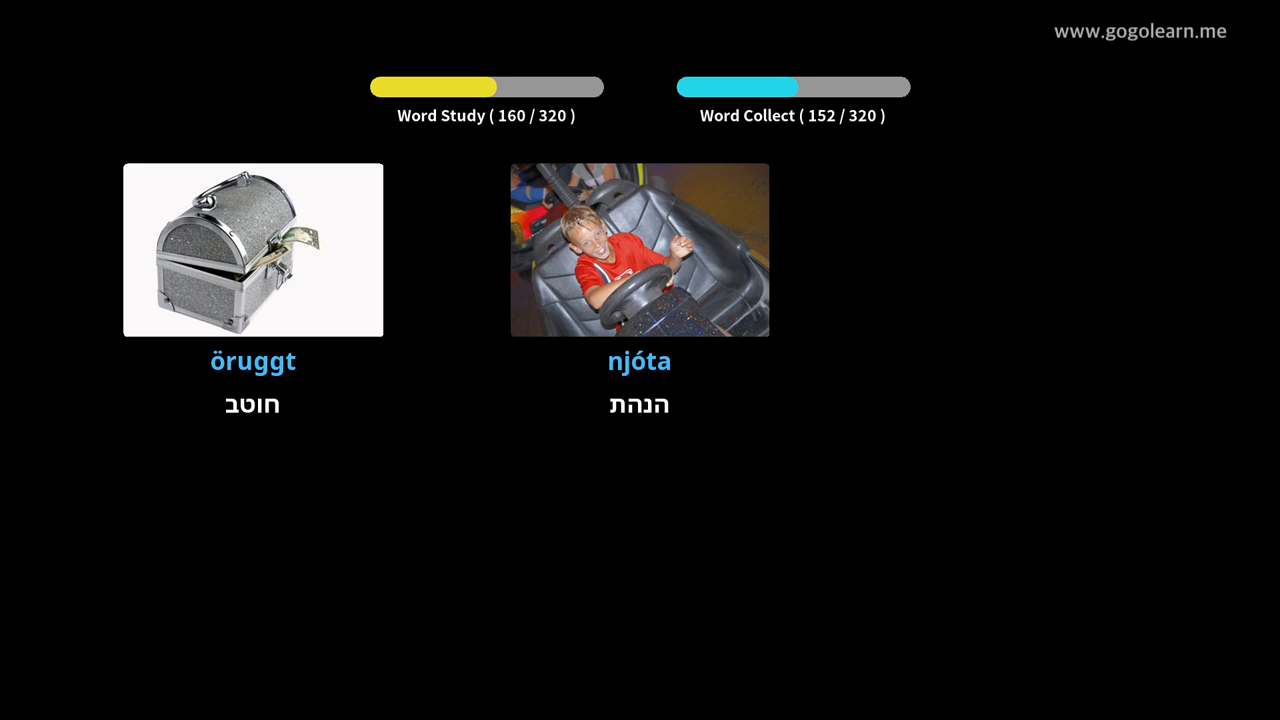 www.gogolearn.me
Word Study ( 160 / 320 )
Word Collect ( 152 / 320 )
öruggt
חוטב
njóta
הנהת